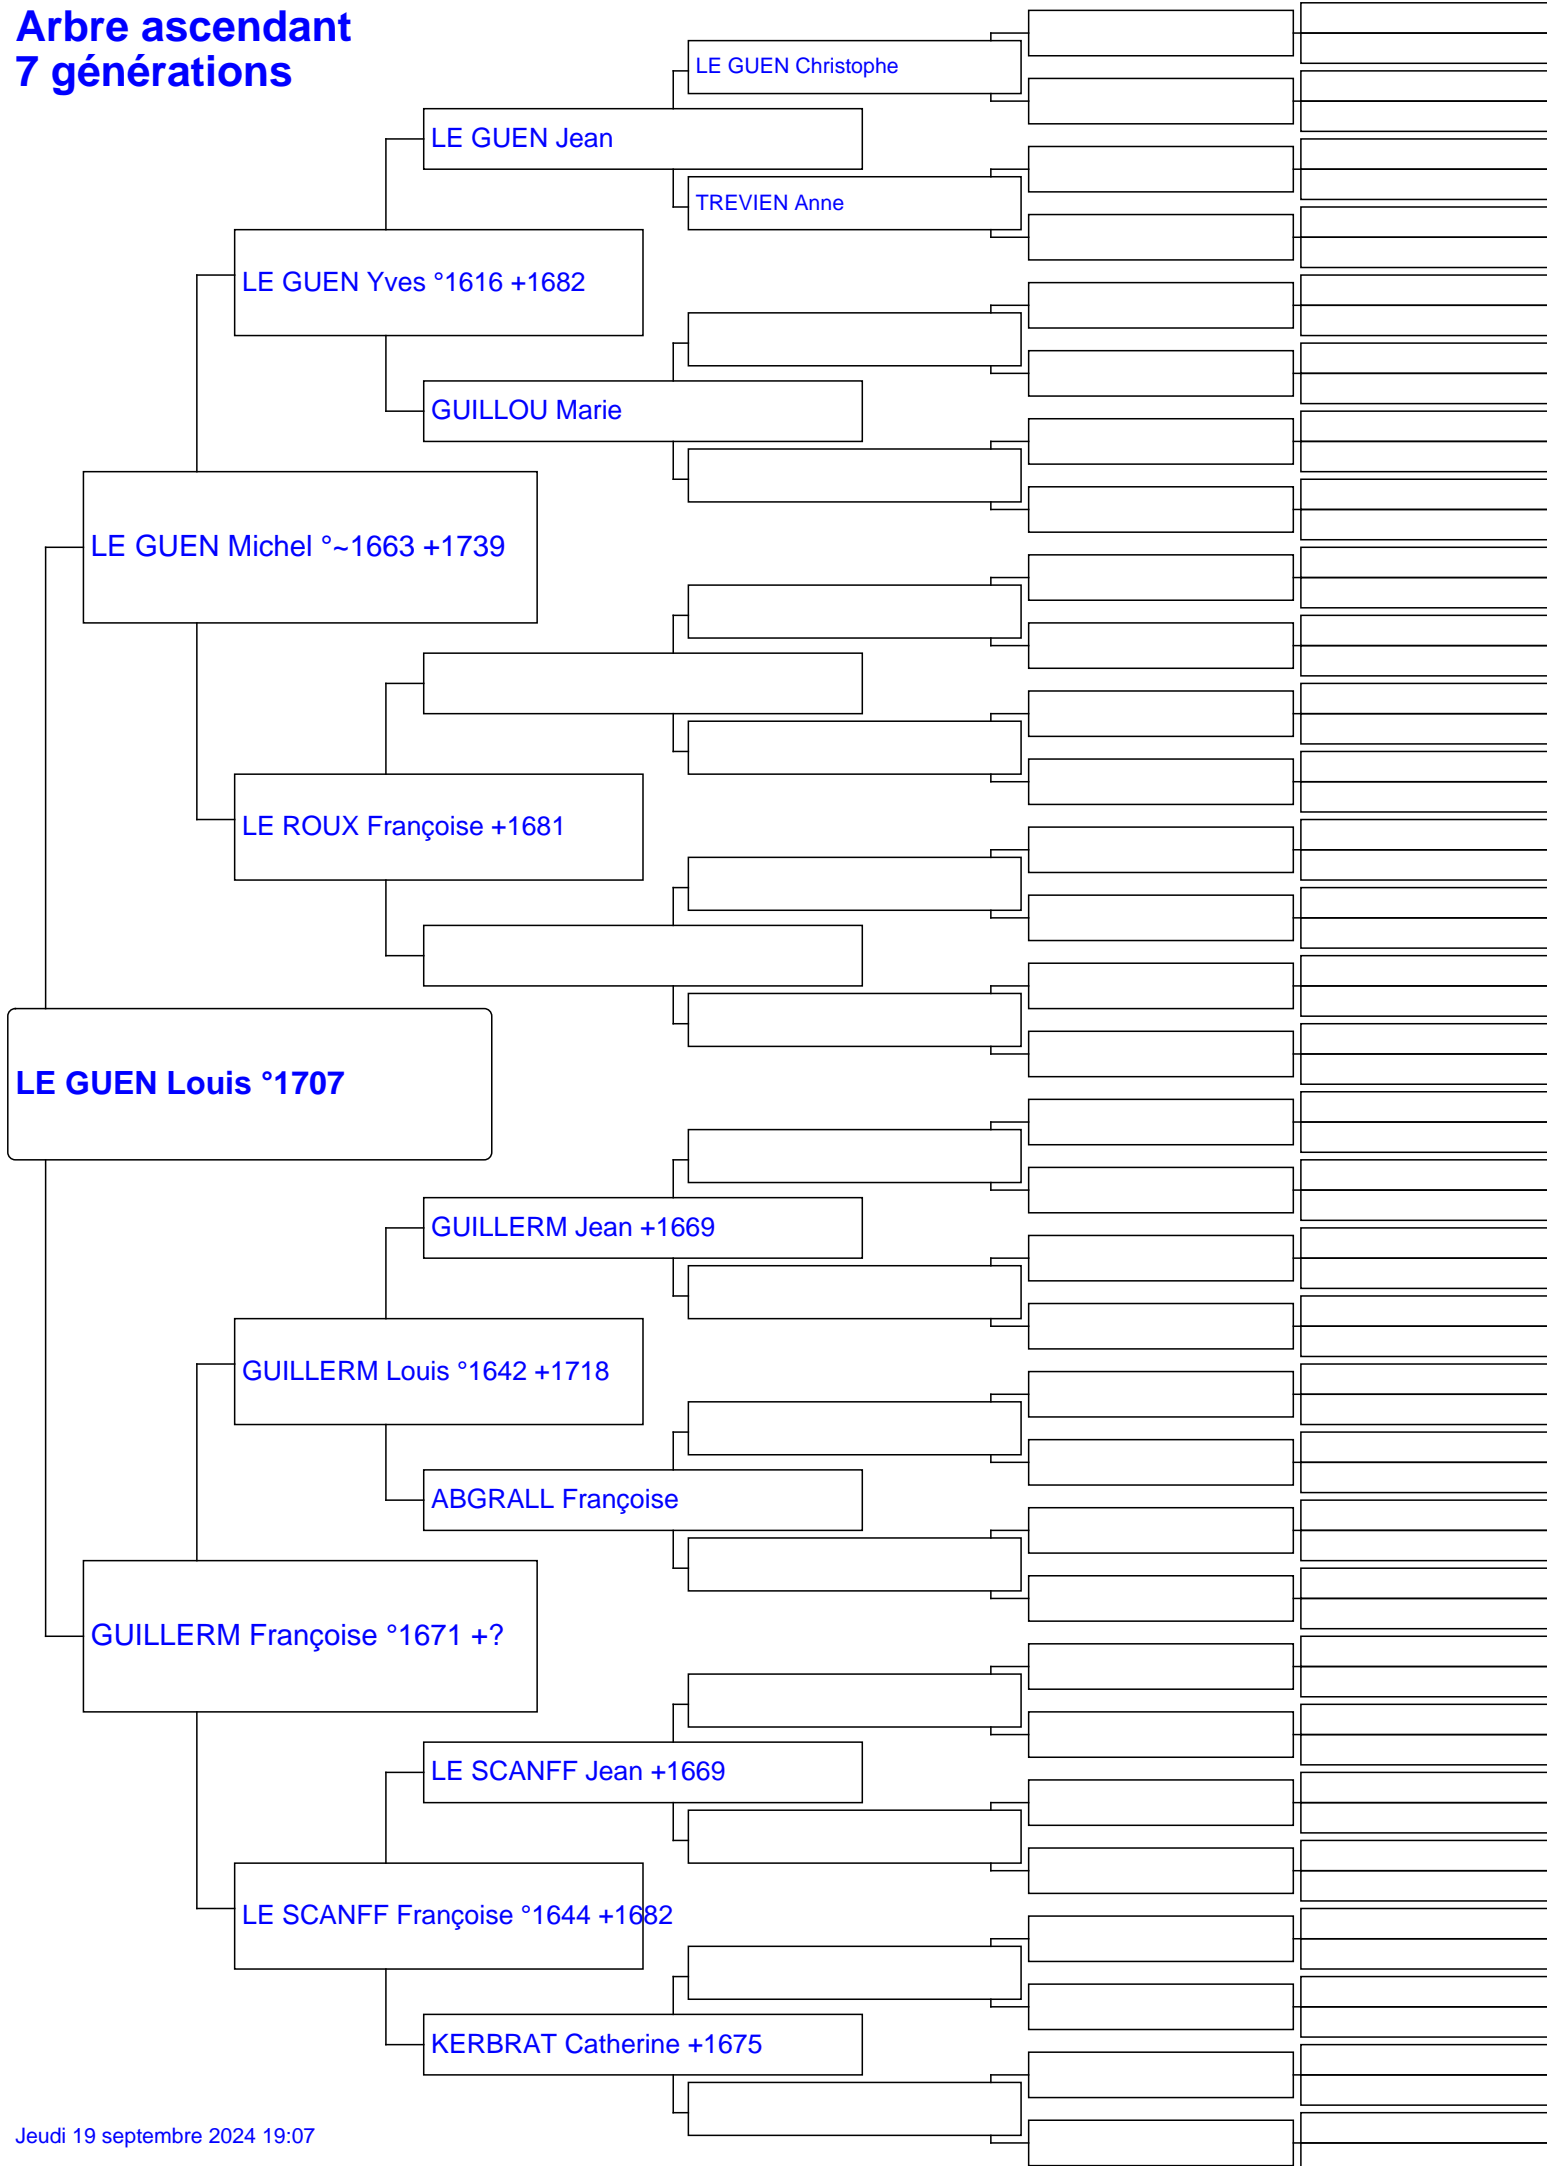 Arbre ascendant
7 générations
LE GUEN Christophe
LE GUEN Jean
TREVIEN Anne
LE GUEN Yves °1616 +1682
GUILLOU Marie
LE GUEN Michel °~1663 +1739
LE ROUX Françoise +1681
LE GUEN Louis °1707
GUILLERM Jean +1669
GUILLERM Louis °1642 +1718
ABGRALL Françoise
GUILLERM Françoise °1671 +?
LE SCANFF Jean +1669
LE SCANFF Françoise °1644 +1682
KERBRAT Catherine +1675
Jeudi 19 septembre 2024 19:07